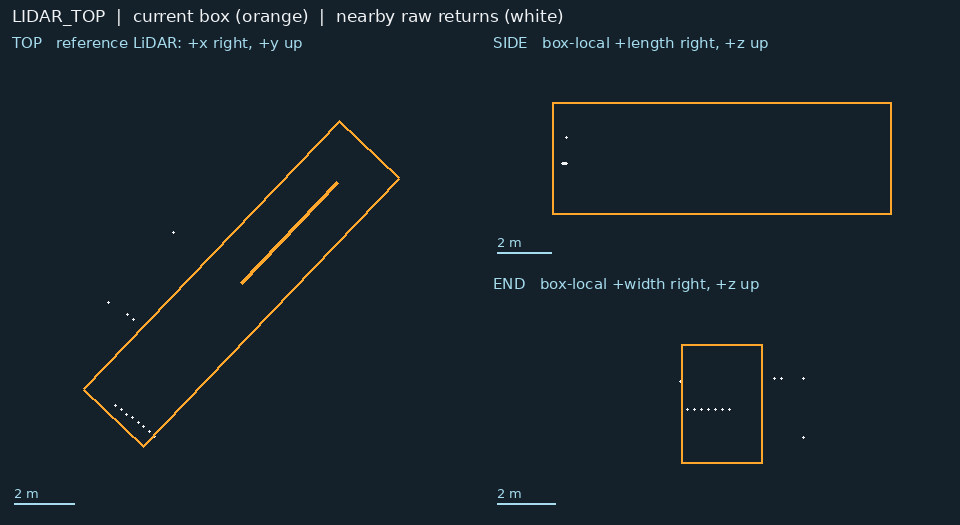 LIDAR_TOP | current box (orange) | nearby raw returns (white)
TOP reference LiDAR: +x right, +y up
SIDE box-local +length right, +z up
2 m
END box-local +width right, +z up
2 m
2 m